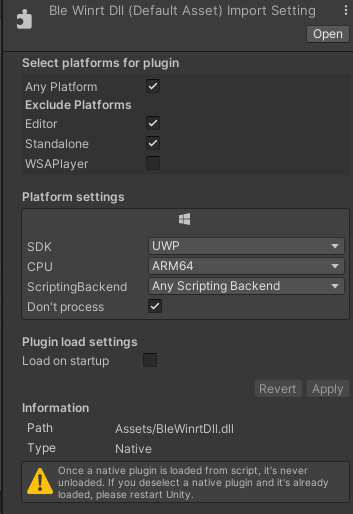 Ble Winrt Dll (Default Asset) Import Setting
Open
Select platforms for plugin
Any Platform
Exclude Platforms
Editor
Standalone
WSAPlayer
Platform settings
SDK UWP
CPU ARM64
ScriptingBackend Any Scripting Backend
Don't process
Plugin load settings
Load on startup
Revert Apply
Information
Path Assets/BleWinrtDll.dll
Type Native
Once a native plugin is loaded from script, it's never
unloaded. If you deselect a native plugin and it's already
loaded, please restart Unity.